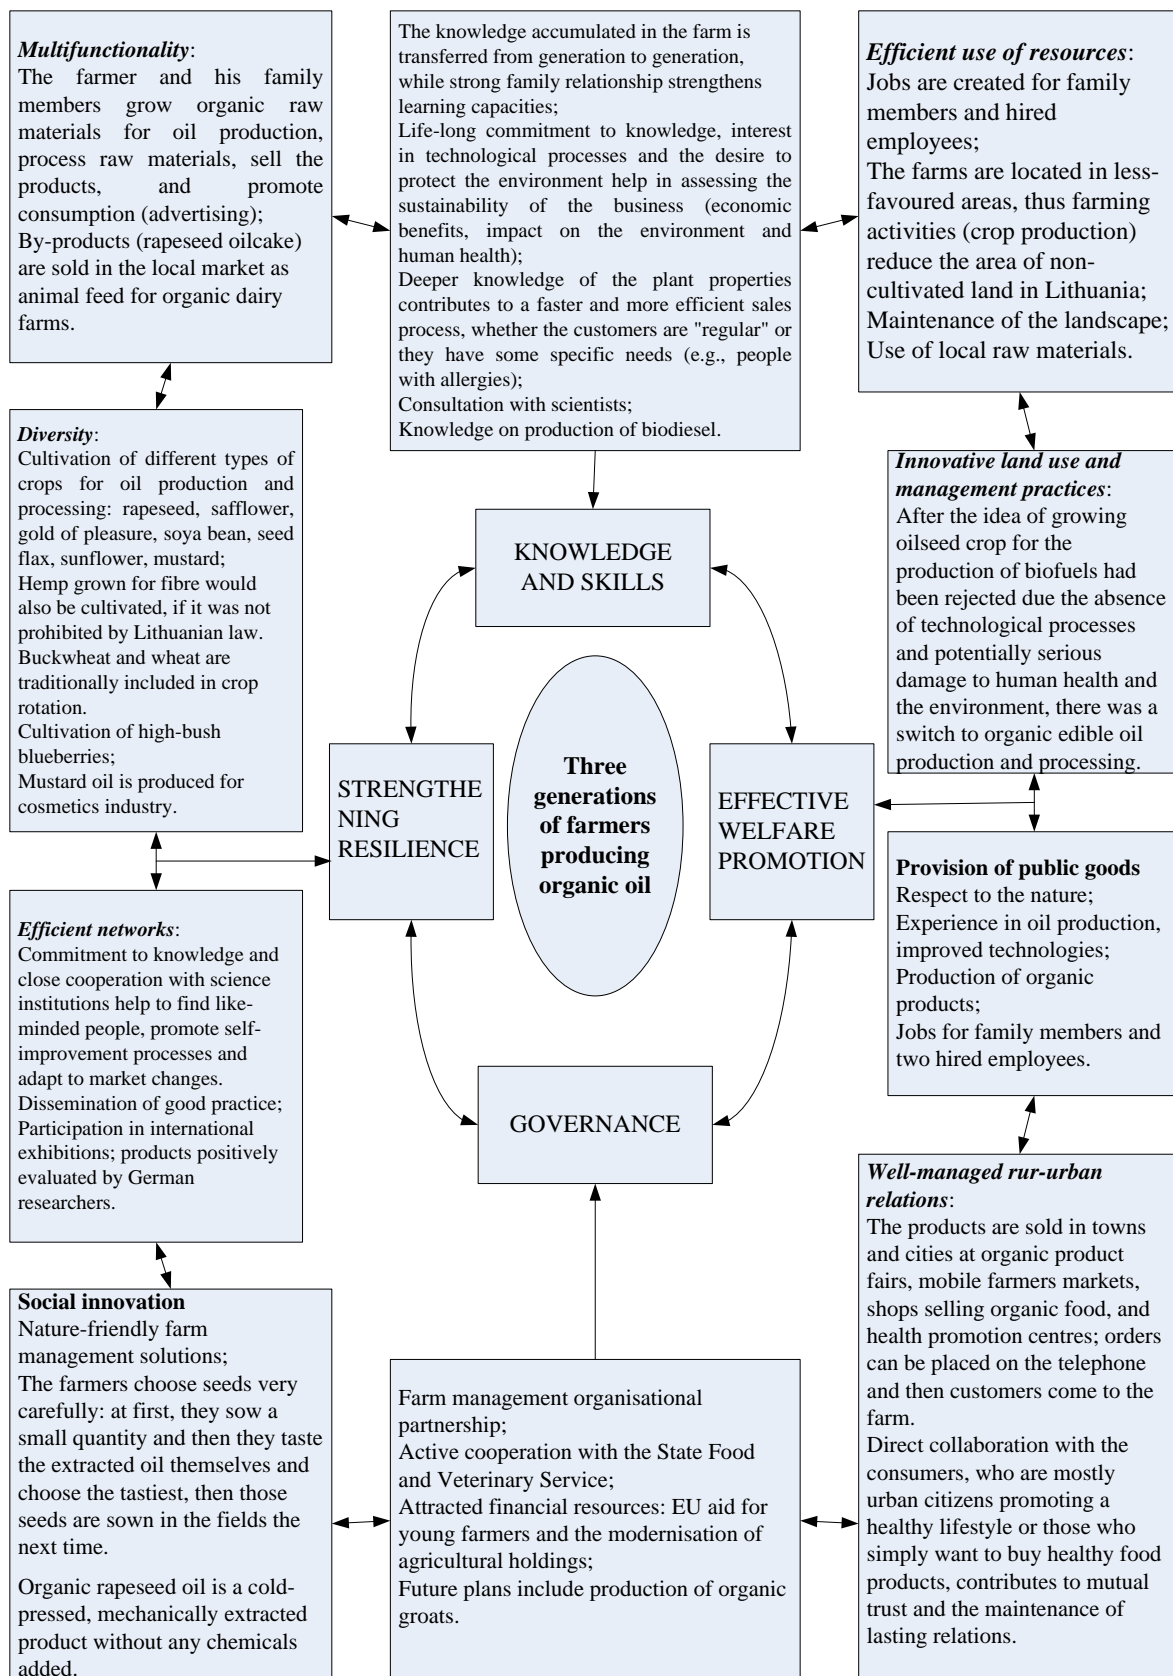 Multifunctionality:
The farmer and his family
members grow organic raw
materials for oil production,
process raw materials, sell the
products, and promote
consumption (advertising);
By-products (rapeseed oilcake)
are sold in the local market as
animal feed for organic dairy
farms.
The knowledge accumulated in the farm is
transferred from generation to generation,
while strong family relationship strengthens
learning capacities;
Life-long commitment to knowledge, interest
in technological processes and the desire to
protect the environment help in assessing the
sustainability of the business (economic
benefits, impact on the environment and
human health);
Deeper knowledge of the plant properties
contributes to a faster and more efficient sales
process, whether the customers are "regular" or
they have some specific needs (e.g., people
with allergies);
Consultation with scientists;
Knowledge on production of biodiesel.
Efficient use of resources:
Jobs are created for family
members and hired
employees;
The farms are located in less-
favoured areas, thus farming
activities (crop production)
reduce the area of non-
cultivated land in Lithuania;
Maintenance of the landscape;
Use of local raw materials.
Diversity:
Cultivation of different types of
crops for oil production and
processing: rapeseed, safflower,
gold of pleasure, soya bean, seed
flax, sunflower, mustard;
Hemp grown for fibre would
also be cultivated, if it was not
prohibited by Lithuanian law.
Buckwheat and wheat are
traditionally included in crop
rotation.
Cultivation of high-bush
blueberries;
Mustard oil is produced for
cosmetics industry.
KNOWLEDGE
AND SKILLS
Innovative land use and
management practices:
After the idea of growing
oilseed crop for the
production of biofuels had
been rejected due the absence
of technological processes
and potentially serious
damage to human health and
the environment, there was a
switch to organic edible oil
production and processing.
STRENGTHE
NING
RESILIENCE
Three
generations
of farmers
producing
organic oil
EFFECTIVE
WELFARE
PROMOTION
Efficient networks:
Commitment to knowledge and
close cooperation with science
institutions help to find like-
minded people, promote self-
improvement processes and
adapt to market changes.
Dissemination of good practice;
Participation in international
exhibitions; products positively
evaluated by German
researchers.
GOVERNANCE
Provision of public goods
Respect to the nature;
Experience in oil production,
improved technologies;
Production of organic
products;
Jobs for family members and
two hired employees.
Social innovation
Nature-friendly farm
management solutions;
The farmers choose seeds very
carefully: at first, they sow a
small quantity and then they taste
the extracted oil themselves and
choose the tastiest, then those
seeds are sown in the fields the
next time.
Organic rapeseed oil is a cold-
pressed, mechanically extracted
product without any chemicals
added.
Farm management organisational
partnership;
Active cooperation with the State Food
and Veterinary Service;
Attracted financial resources: EU aid for
young farmers and the modernisation of
agricultural holdings;
Future plans include production of organic
groats.
Well-managed rur-urban
relations:
The products are sold in towns
and cities at organic product
fairs, mobile farmers markets,
shops selling organic food, and
health promotion centres; orders
can be placed on the telephone
and then customers come to the
farm.
Direct collaboration with the
consumers, who are mostly
urban citizens promoting a
healthy lifestyle or those who
simply want to buy healthy food
products, contributes to mutual
trust and the maintenance of
lasting relations.